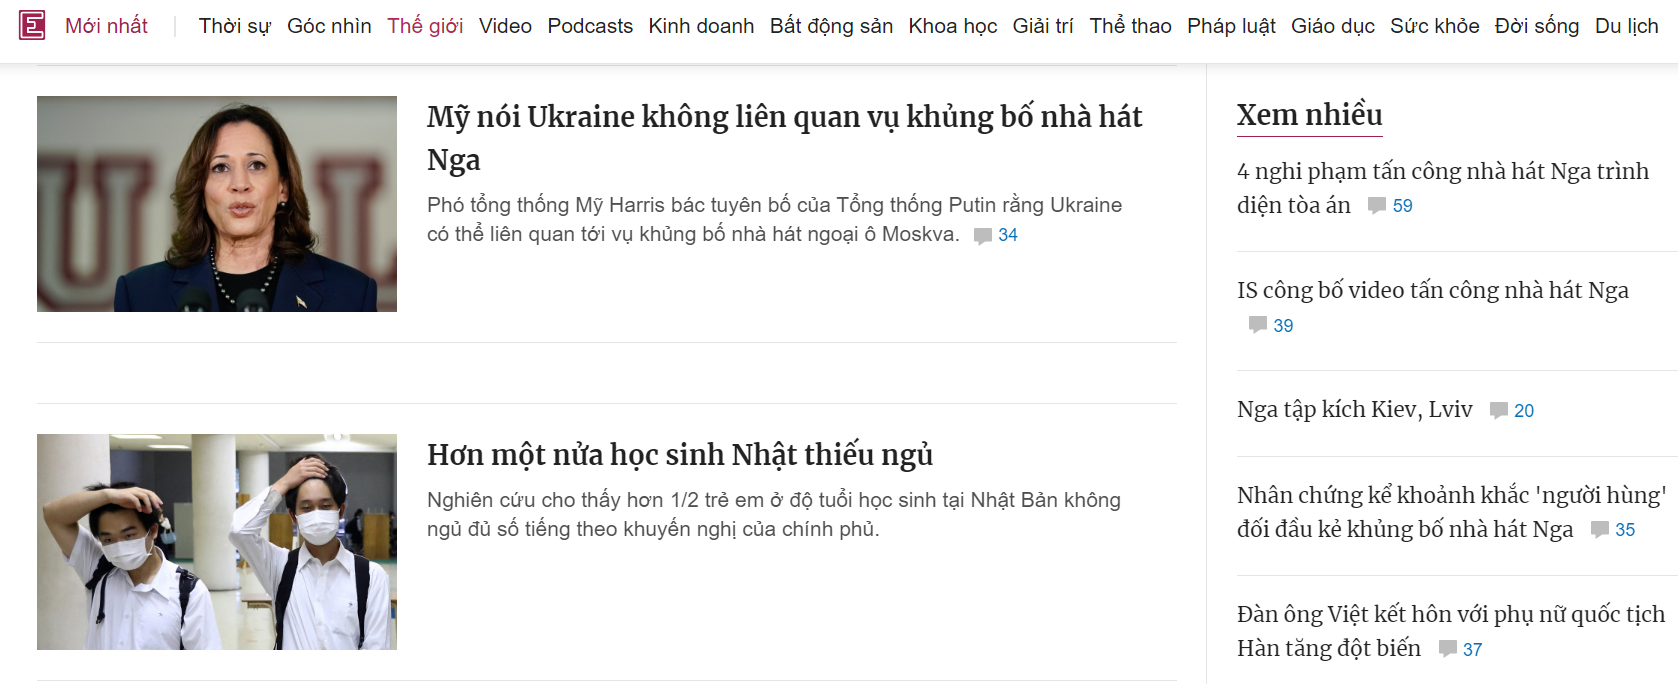 Mới nhất
Thời sự Góc nhìn Thế giới Video Podcasts Kinh doanh Bất động sản Khoa học Giải trí Thể thao Pháp luật Giáo dục Sức khỏe Đời sống Du lịch
Mỹ nói Ukraine không liên quan vụ khủng bố nhà hát
Nga
Phó tổng thống Mỹ Harris bác tuyên bố của Tổng thống Putin rằng Ukraine
có thể liên quan tới vụ khủng bố nhà hát ngoại ô Moskva. 34
Hơn một nửa học sinh Nhật thiếu ngủ
Nghiên cứu cho thấy hơn 1/2 trẻ em ở độ tuổi học sinh tại Nhật Bản không
ngủ đủ số tiếng theo khuyến nghị của chính phủ.
Xem nhiều
4 nghi phạm tấn công nhà hát Nga trình
diện tòa án 59
IS công bố video tấn công nhà hát Nga
39
Nga tập kích Kiev, Lviv 20
Nhân chứng kể khoảnh khắc 'người hùng'
đối đầu kẻ khủng bố nhà hát Nga 35
Đàn ông Việt kết hôn với phụ nữ quốc tịch
Hàn tăng đột biến 37